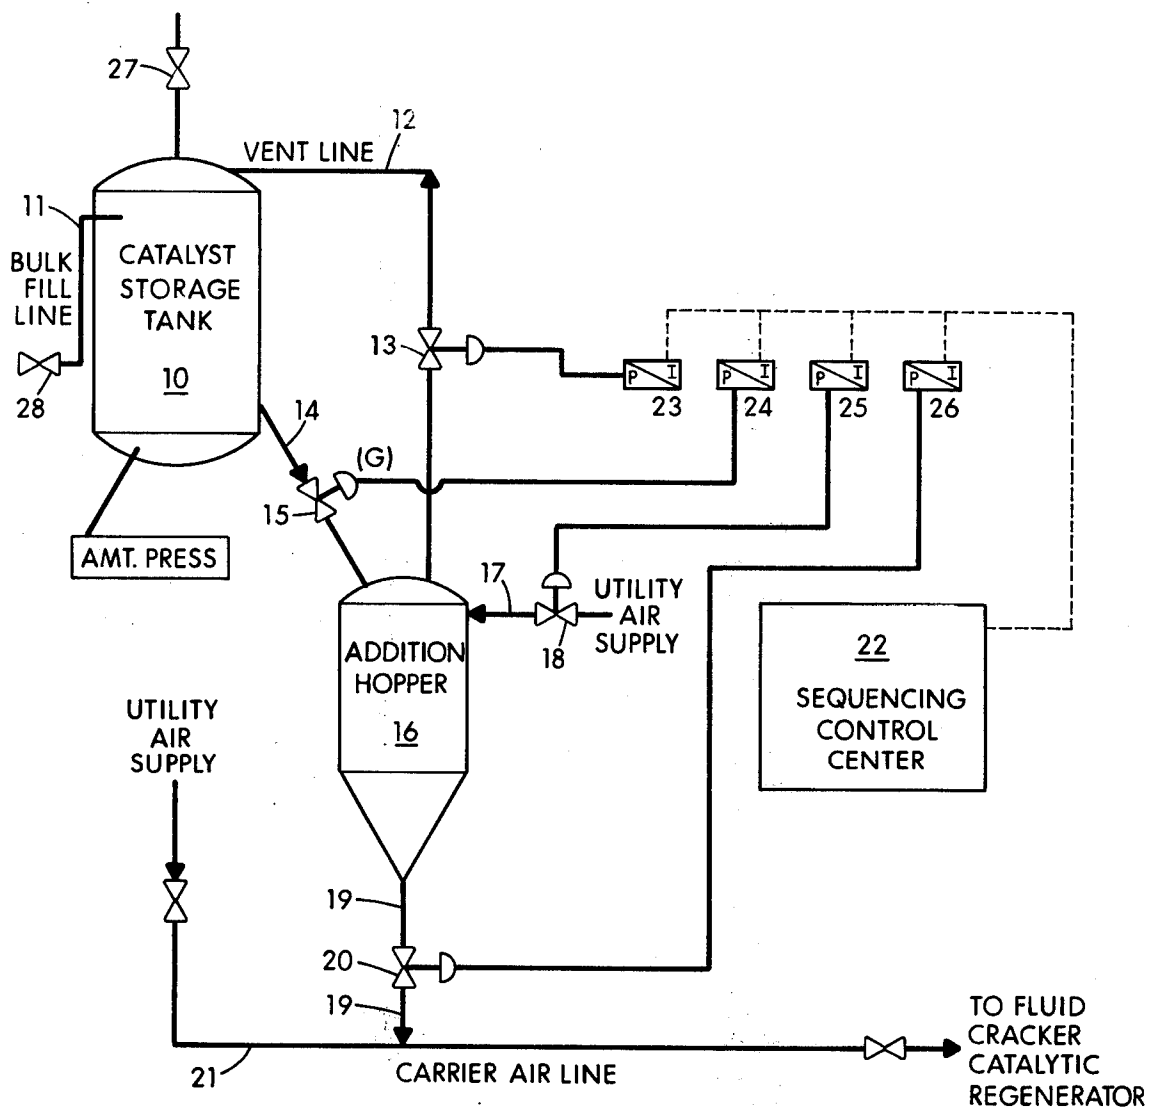 27
12
VENT LINE
11
CATALYST
STORAGE
TANK
10
BULK
FILL
LINE
28
13
P I
P I
P I
P I
23
24
25
26
14
(G)
15
AMT. PRESS
17
UTILITY
AIR
SUPPLY
18
ADDITION
HOPPER
16
22
SEQUENCING
CONTROL
CENTER
UTILITY
AIR
SUPPLY
19
20
19
21
CARRIER AIR LINE
TO FLUID
CRACKER
CATALYTIC
REGENERATOR